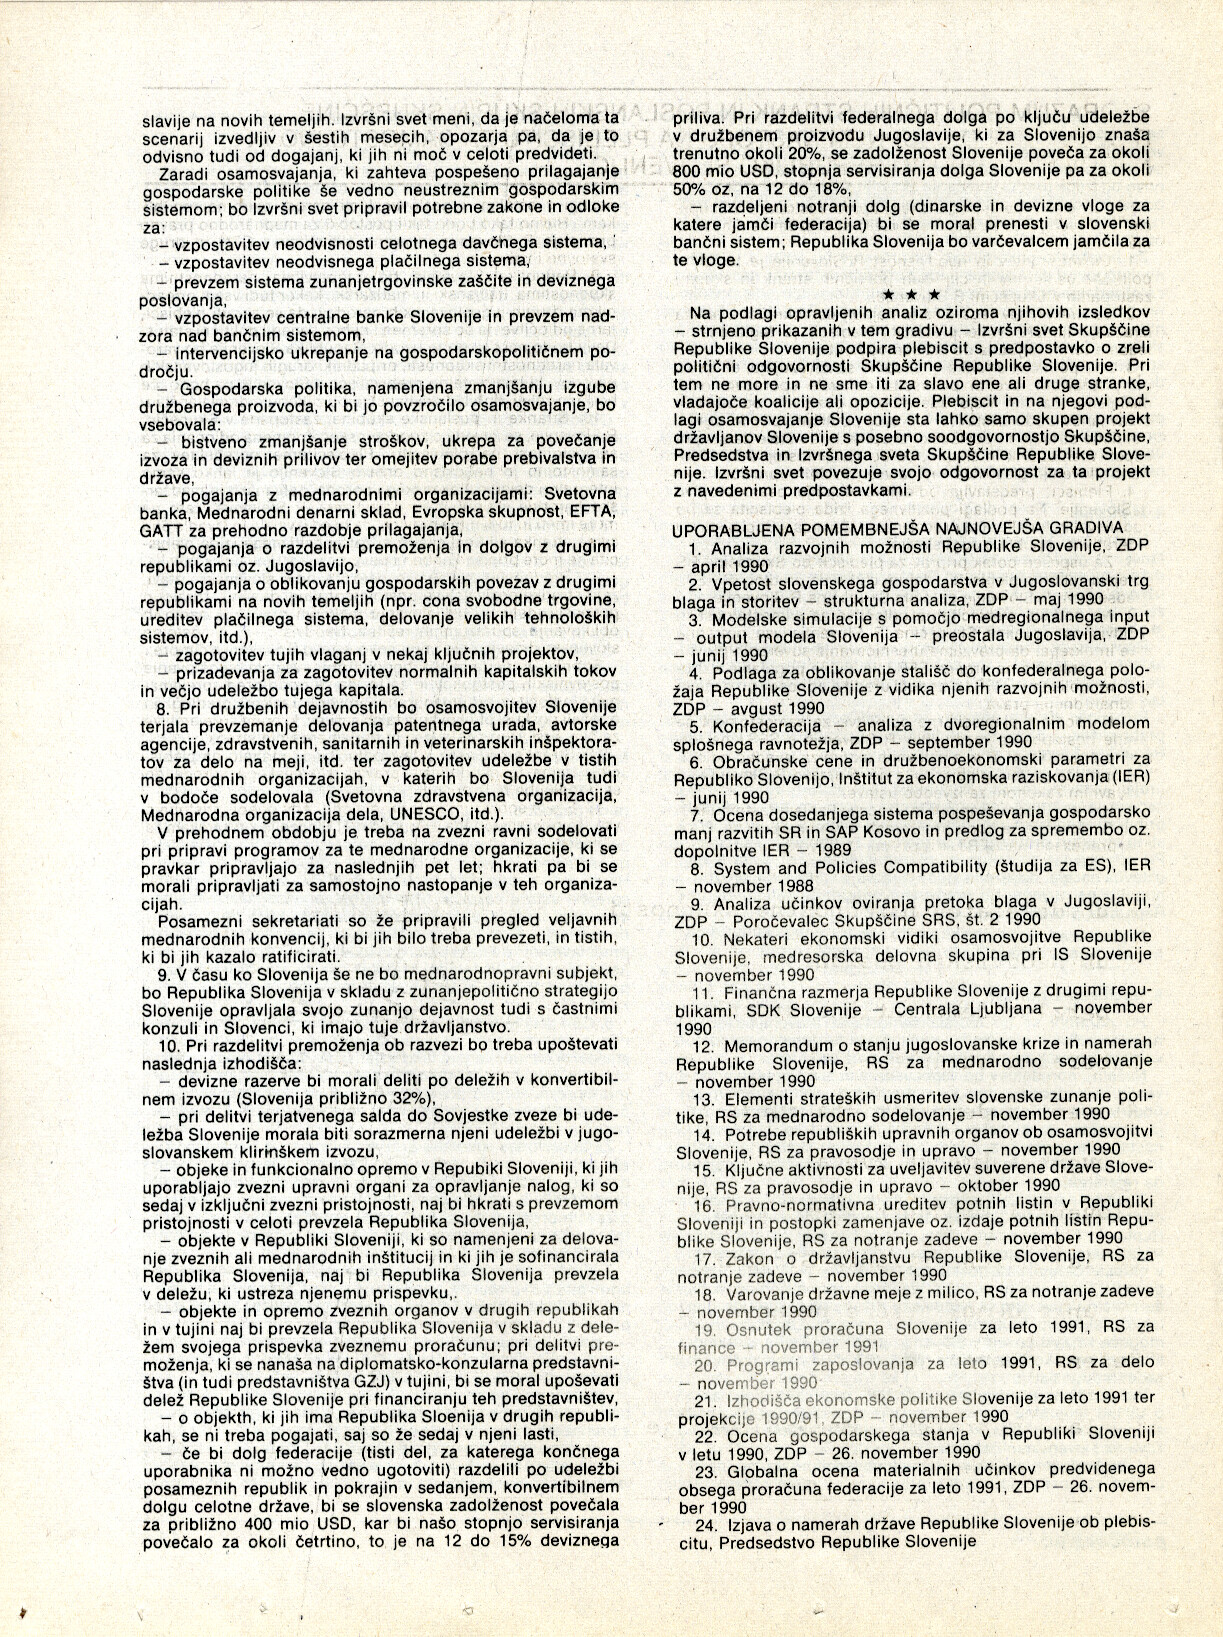 slavije na novih temeljih. Izvršni svet meni, da je načeloma ta
scenarij izvedljiv v šestih mesecih, opozarja pa, da je to
odvisno tudi od dogajanj, ki jih ni moč v celoti predvideti.
Zaradi osamosvajanja, ki zahteva pospešeno prilagajanje
gospodarske politike še vedno neustreznim gospodarskim
sistemom; bo Izvršni svet pripravil potrebne zakone in odloke
za:
– vzpostavitev neodvisnosti celotnega davčnega sistema,
– vzpostavitev neodvisnega plačilnega sistema,
– prevzem sistema zunanjetrgovinske zaščite in deviznega
poslovanja,
– vzpostavitev centralne banke Slovenije in prevzem nad-
zora nad bančnim sistemom,
– intervencijsko ukrepanje na gospodarskopolitičnem po-
dročju.
– Gospodarska politika, namenjena zmanjšanju izgube
družbenega proizvoda, ki bi jo povzročilo osamosvajanje, bo
vsebovala:
– bistveno zmanjšanje stroškov, ukrepa za povečanje
izvoza in deviznih prilivov ter omejitev porabe prebivalstva in
države,
– pogajanja z mednarodnimi organizacijami: Svetovna
banka, Mednarodni denarni sklad, Evropska skupnost, EFTA,
GATT za prehodno razdobje prilagajanja,
– pogajanja o razdelitvi premoženja in dolgov z drugimi
republikami oz. Jugoslavijo,
– pogajanja o oblikovanju gospodarskih povezav z drugimi
republikami na novih temeljih (npr. cona svobodne trgovine,
ureditev plačilnega sistema, delovanje velikih tehnoloških
sistemov, itd.),
– zagotovitev tujih vlaganj v nekaj ključnih projektov,
– prizadevanja za zagotovitev normalnih kapitalskih tokov
in večjo udeležbo tujega kapitala.
8. Pri družbenih dejavnostih bo osamosvojitev Slovenije
terjala prevzemanje delovanja patentnega urada, avtorske
agencije, zdravstvenih, sanitarnih in veterinarskih inšpektora-
tov za delo na meji, itd. ter zagotovitev udeležbe v tistih
mednarodnih organizacijah, v katerih bo Slovenija tudi
v bodoče sodelovala (Svetovna zdravstvena organizacija,
Mednarodna organizacija dela, UNESCO, itd.).
V prehodnem obdobju je treba na zvezni ravni sodelovati
pri pripravi programov za te mednarodne organizacije, ki se
pravkar pripravljajo za naslednjih pet let; hkrati pa bi se
morali pripravljati za samostojno nastopanje v teh organiza-
cijah.
Posamezni sekretariati so že pripravili pregled veljavnih
mednarodnih konvencij, ki bi jih bilo treba prevezeti, in tistih,
ki bi jih kazalo ratificirati.
9. V času ko Slovenija še ne bo mednarodnopravni subjekt,
bo Republika Slovenija v skladu z zunanjepolitično strategijo
Slovenije opravljala svojo zunanjo dejavnost tudi s častnimi
konzuli in Slovenci, ki imajo tuje državljanstvo.
10. Pri razdelitvi premoženja ob razvezi bo treba upoštevati
naslednja izhodišča:
– devizne razerve bi morali deliti po deležih v konvertibil-
nem izvozu (Slovenija približno 32%),
– pri delitvi terjatvenega salda do Sovjestke zveze bi ude-
ležba Slovenije morala biti sorazmerna njeni udeležbi v jugo-
slovanskem klirinškem izvozu,
– objeke in funkcionalno opremo v Repubiki Sloveniji, ki jih
uporabljajo zvezni upravni organi za opravljanje nalog, ki so
sedaj v izključni zvezni pristojnosti, naj bi hkrati s prevzemom
pristojnosti v celoti prevzela Republika Slovenija,
– objekte v Republiki Sloveniji, ki so namenjeni za delova-
nje zveznih ali mednarodnih inštitucij in ki jih je sofinancirala
Republika Slovenija, naj bi Republika Slovenija prevzela
v deležu, ki ustreza njenemu prispevku,.
– objekte in opremo zveznih organov v drugih republikah
in v tujini naj bi prevzela Republika Slovenija v skladu z dele-
žem svojega prispevka zveznemu proračunu; pri delitvi pre-
moženja, ki se nanaša na diplomatsko-konzularna predstavni-
štva (in tudi predstavništva GZJ) v tujini, bi se moral upoševati
delež Republike Slovenije pri financiranju teh predstavništev,
– o objekth, ki jih ima Republika Sloenija v drugih republi-
kah, se ni treba pogajati, saj so že sedaj v njeni lasti,
– če bi dolg federacije (tisti del, za katerega končnega
uporabnika ni možno vedno ugotoviti) razdelili po udeležbi
posameznih republik in pokrajin v sedanjem, konvertibilnem
dolgu celotne države, bi se slovenska zadolženost povečala
za približno 400 mio USD, kar bi našo stopnjo servisiranja
povečalo za okoli četrtino, to je na 12 do 15% deviznega
priliva. Pri razdelitvi federalnega dolga po ključu udeležbe
v družbenem proizvodu Jugoslavije, ki za Slovenijo znaša
trenutno okoli 20%, se zadolženost Slovenije poveča za okoli
800 mio USD, stopnja servisiranja dolga Slovenije pa za okoli
50% oz, na 12 do 18%,
– razdeljeni notranji dolg (dinarske in devizne vloge za
katere jamči federacija) bi se moral prenesti v slovenski
bančni sistem; Republika Slovenija bo varčevalcem jamčila za
te vloge.
★ ★ ★
Na podlagi opravljenih analiz oziroma njihovih izsledkov
– strnjeno prikazanih v tem gradivu – Izvršni svet Skupščine
Republike Slovenije podpira plebiscit s predpostavko o zreli
politični odgovornosti Skupščine Republike Slovenije. Pri
tem ne more in ne sme iti za slavo ene ali druge stranke,
vladajoče koalicije ali opozicije. Plebiscit in na njegovi pod-
lagi osamosvajanje Slovenije sta lahko samo skupen projekt
državljanov Slovenije s posebno soodgovornostjo Skupščine,
Predsedstva in Izvršnega sveta Skupščine Republike Slove-
nije. Izvršni svet povezuje svojo odgovornost za ta projekt
z navedenimi predpostavkami.
UPORABLJENA POMEMBNEJŠA NAJNOVEJŠA GRADIVA
1. Analiza razvojnih možnosti Republike Slovenije, ZDP
– april 1990
2. Vpetost slovenskega gospodarstva v Jugoslovanski trg
blaga in storitev – strukturna analiza, ZDP – maj 1990
3. Modelske simulacije s pomočjo medregionalnega input
– output modela Slovenija – preostala Jugoslavija, ZDP
– junij 1990
4. Podlaga za oblikovanje stališč do konfederalnega polo-
žaja Republike Slovenije z vidika njenih razvojnih možnosti,
ZDP – avgust 1990
5. Konfederacija – analiza z dvoregionalnim modelom
splošnega ravnotežja, ZDP – september 1990
6. Obračunske cene in družbenoekonomski parametri za
Republiko Slovenijo, Inštitut za ekonomska raziskovanja (IER)
– junij 1990
7. Ocena dosedanjega sistema pospeševanja gospodarsko
manj razvitih SR in SAP Kosovo in predlog za spremembo oz.
dopolnitve IER – 1989
8. System and Policies Compatibility (študija za ES), IER
– november 1988
9. Analiza učinkov oviranja pretoka blaga v Jugoslaviji,
ZDP – Poročevalec Skupščine SRS, št. 2 1990
10. Nekateri ekonomski vidiki osamosvojitve Republike
Slovenije, medresorska delovna skupina pri IS Slovenije
– november 1990
11. Finančna razmerja Republike Slovenije z drugimi repu-
blikami, SDK Slovenije – Centrala Ljubljana – november
1990
12. Memorandum o stanju jugoslovanske krize in namerah
Republike Slovenije, RS za mednarodno sodelovanje
– november 1990
13. Elementi strateških usmeritev slovenske zunanje poli-
tike, RS za mednarodno sodelovanje – november 1990
14. Potrebe republiških upravnih organov ob osamosvojitvi
Slovenije, RS za pravosodje in upravo – november 1990
15. Ključne aktivnosti za uveljavitev suverene države Slove-
nije, RS za pravosodje in upravo – oktober 1990
16. Pravno-normativna ureditev potnih listin v Republiki
Sloveniji in postopki zamenjave oz. izdaje potnih listin Repu-
blike Slovenije, RS za notranje zadeve – november 1990
17. Zakon o državljanstvu Republike Slovenije, RS za
notranje zadeve – november 1990
18. Varovanje državne meje z milico, RS za notranje zadeve
– november 1990
19. Osnutek proračuna Slovenije za leto 1991, RS za
finance – november 1991
20. Programi zaposlovanja za leto 1991, RS za delo
– november 1990
21. Izhodišča ekonomske politike Slovenije za leto 1991 ter
projekcije 1990/91, ZDP – november 1990
22. Ocena gospodarskega stanja v Republiki Sloveniji
v letu 1990, ZDP – 26. november 1990
23. Globalna ocena materialnih učinkov predvidenega
obsega proračuna federacije za leto 1991, ZDP – 26. novem-
ber 1990
24. Izjava o namerah države Republike Slovenije ob plebis-
citu, Predsedstvo Republike Slovenije